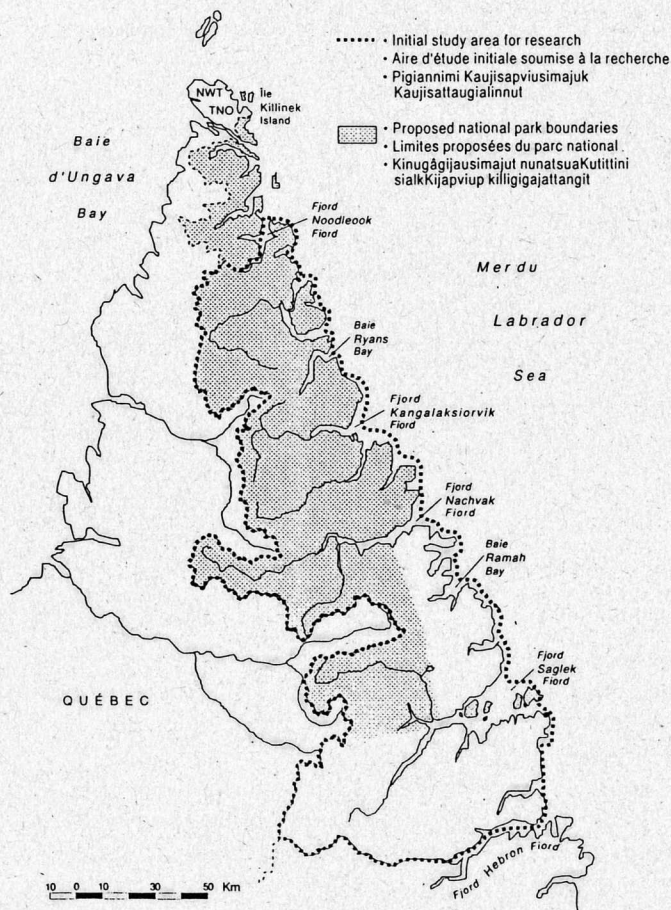 • Initial study area for research
• Aire d'étude initiale soumise à la recherche
• Pigiannimi Kaujisapviusimajuk
Kaujisattaugialinnut
• Proposed national park boundaries
• Limites proposées du parc national
• Kinugâgijausimajut nunatsuaKutittini
sialkKijapviup killigigajattangit
NWT
TNO
Île
Killinek
Island
Baie
d'Ungava
Bay
Fjord
Noodleook
Fiord
Mer du
Labrador
Sea
Baie
Ryans
Bay
Fjord
Kangalaksiorvik
Fiord
Fjord
Nachvak
Fiord
Baie
Ramah
Bay
Fjord
Saglek
Fiord
QUÉBEC
Fjord Hebron Fiord
10 0 10 20 30 40 50 Km